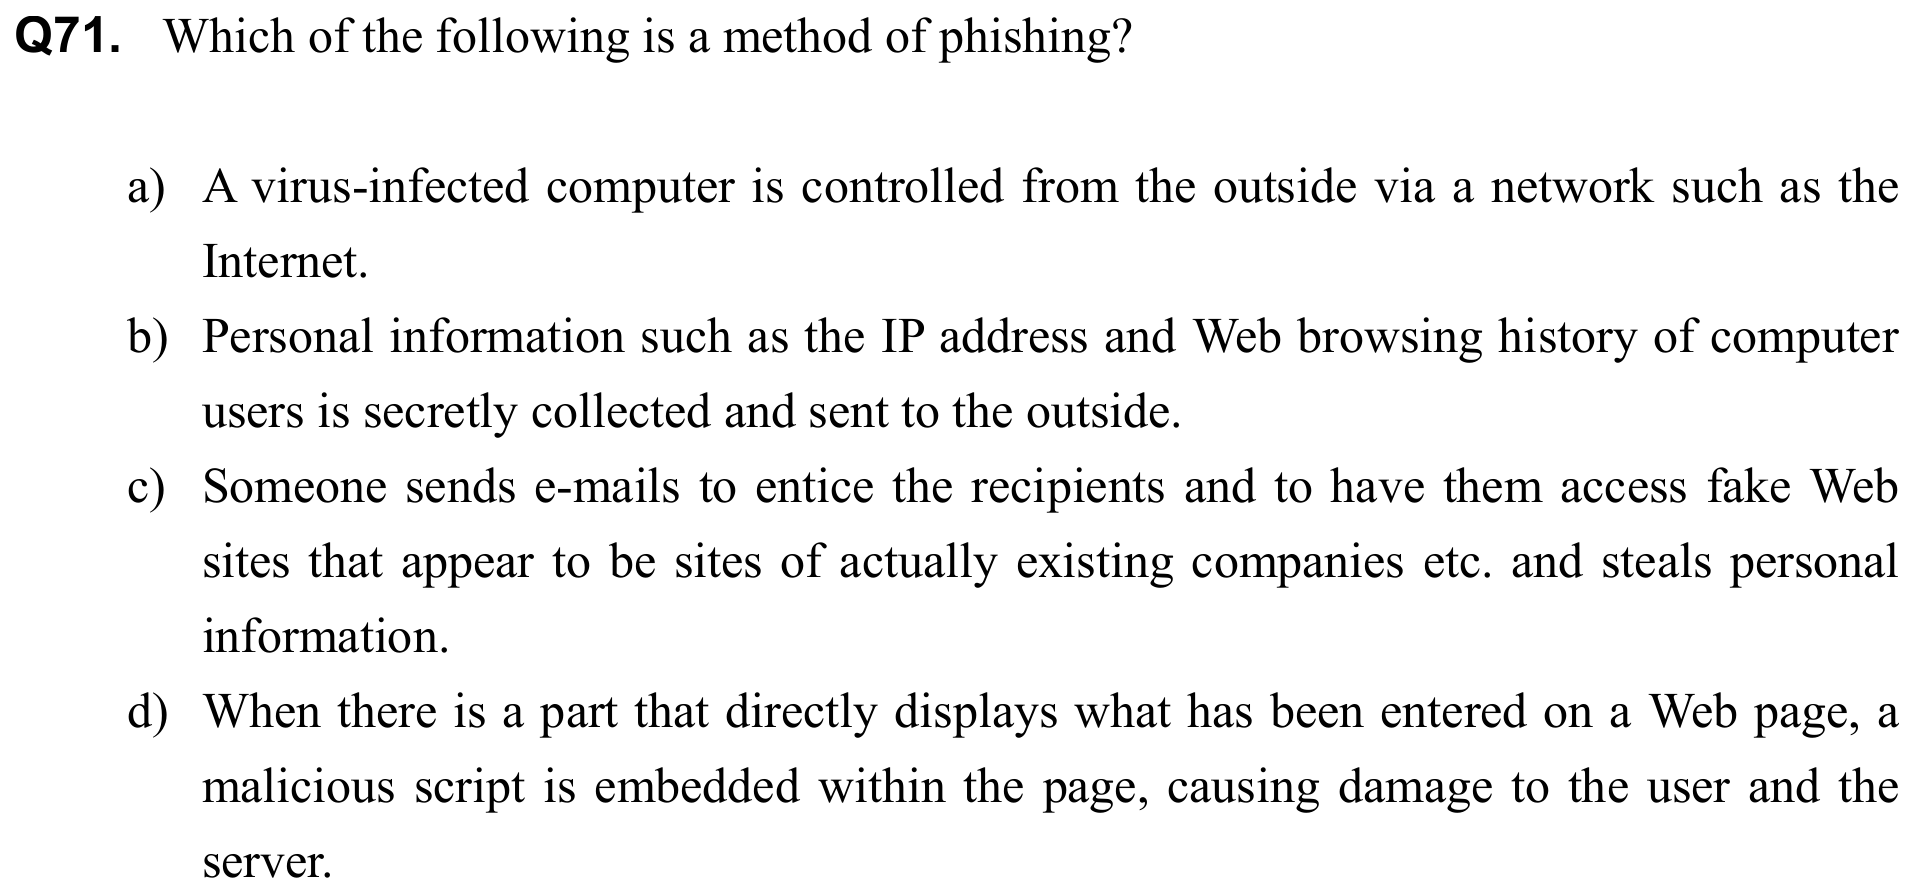 Q71. Which of the following is a method of phishing?
a) A virus-infected computer is controlled from the outside via a network such as the
Internet.
b) Personal information such as the IP address and Web browsing history of computer
users is secretly collected and sent to the outside.
c) Someone sends e-mails to entice the recipients and to have them access fake Web
sites that appear to be sites of actually existing companies etc. and steals personal
information.
d) When there is a part that directly displays what has been entered on a Web page, a
malicious script is embedded within the page, causing damage to the user and the
server.